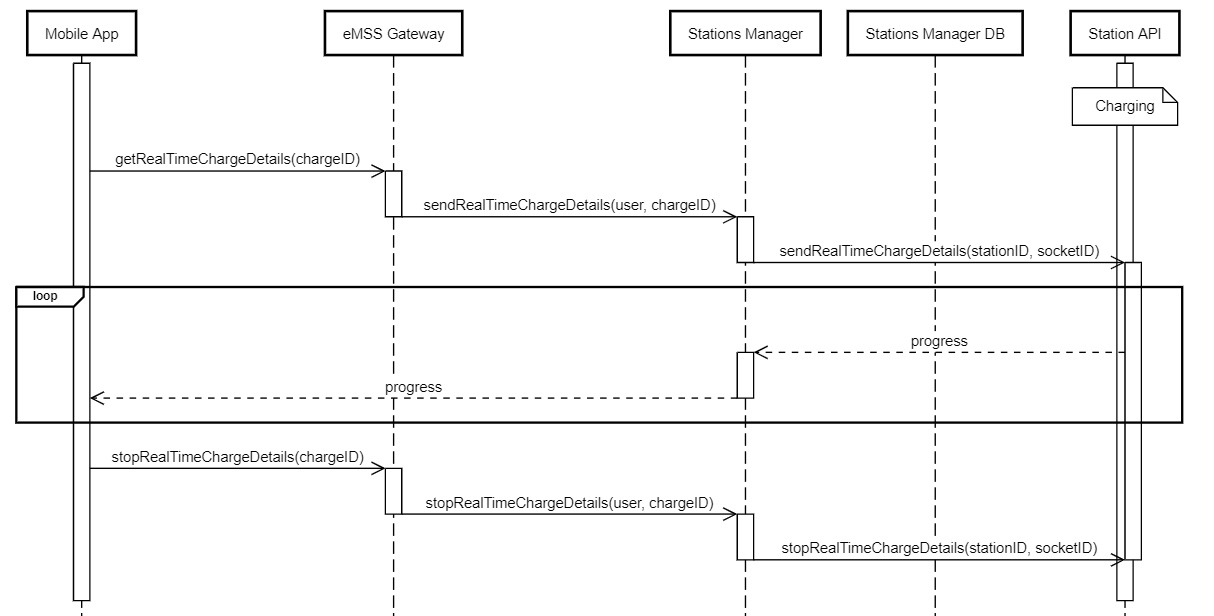 Mobile App
eMSS Gateway
Stations Manager
Stations Manager DB
Station API
Charging
getRealTimeChargeDetails(chargeID)
sendRealTimeChargeDetails(user, chargeID)
sendRealTimeChargeDetails(stationID, socketID)
loop
progress
progress
stopRealTimeChargeDetails(chargeID)
stopRealTimeChargeDetails(user, chargeID)
stopRealTimeChargeDetails(stationID, socketID)